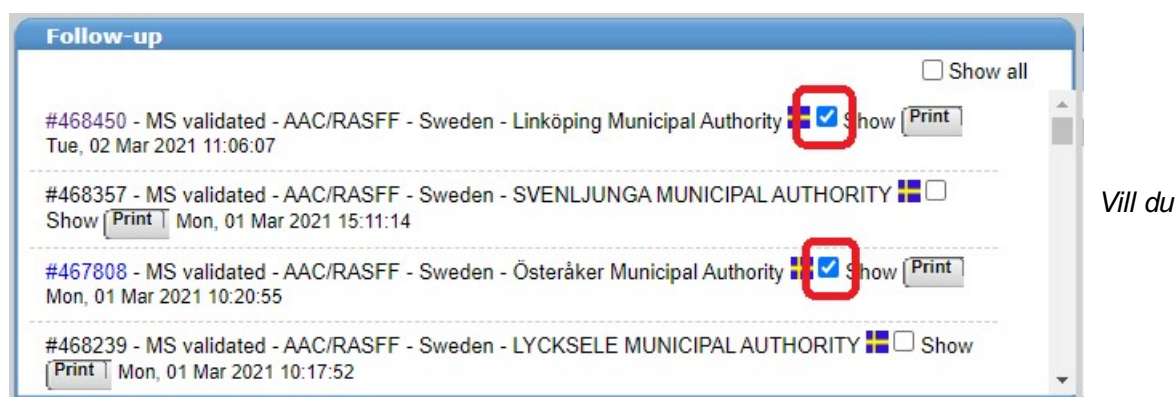 Follow-up
Show all
#468450 - MS validated - AAC/RASFF - Sweden - Linköping Municipal Authority Show Print
Tue, 02 Mar 2021 11:06:07
#468357 - MS validated - AAC/RASFF - Sweden - SVENLJUNGA MUNICIPAL AUTHORITY
Show Print Mon, 01 Mar 2021 15:11:14
Vill du
#467808 - MS validated - AAC/RASFF - Sweden - Österåker Municipal Authority Show Print
Mon, 01 Mar 2021 10:20:55
#468239 - MS validated - AAC/RASFF - Sweden - LYCKSELE MUNICIPAL AUTHORITY Show
Print Mon, 01 Mar 2021 10:17:52